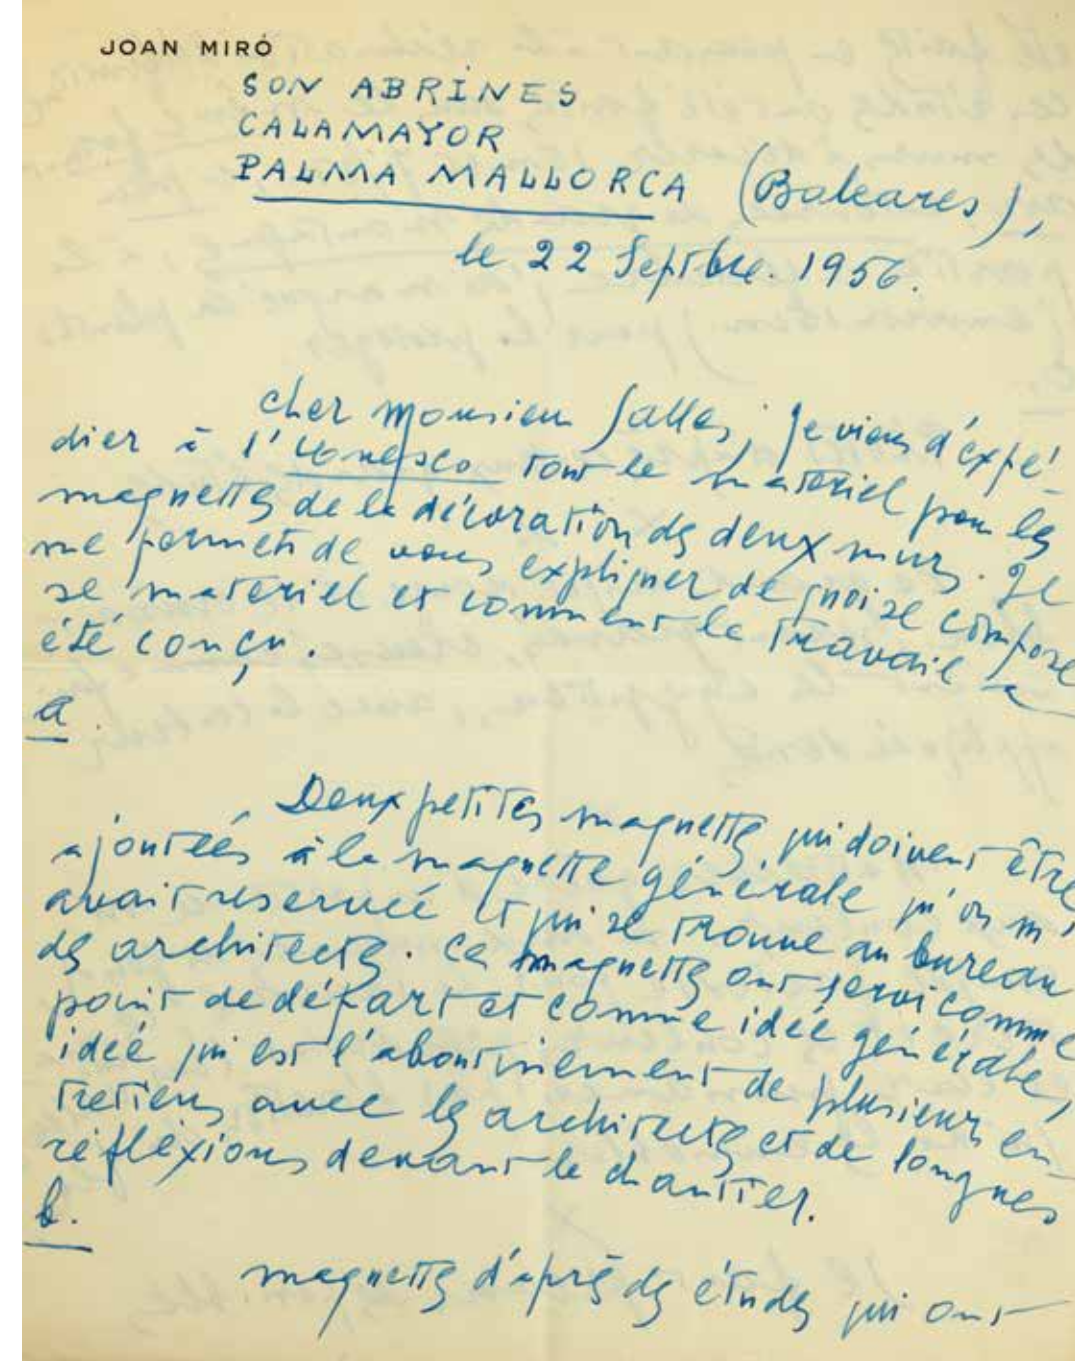 JOAN MIRÓ
SON ABRINES
CALAMAYOR
PALMA MALLORCA (Baleares),
le 22 Septbre. 1956.
cher Monsieur Salles, je viens d'expé-
dier à l'Unesco tout le matériel pour les
maquettes de la décoration des deux murs. Je
me permets de vous expliquer de quoi se compose
se matériel et comment le travail a
été conçu.
a.
Deux petites maquettes, qui doivent être
ajoutées à la maquette générale qu'on m'
avait reservée et qui se trouve au bureau
des architectes. Ces maquettes ont servi comme
point de départ et comme idée générale,
idée qui est l'aboutinement de plusieurs en-
tretiens avec les architectes et de longues
réfléxions devant le chantier.
b.
maquettes d'après des études qui ont